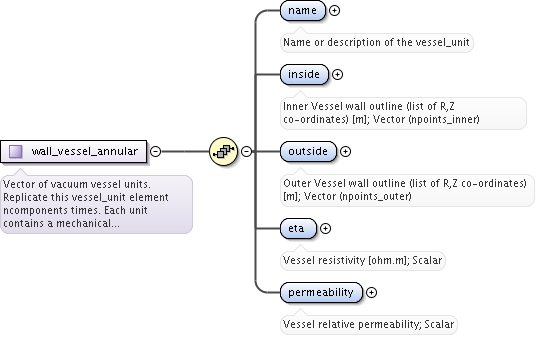 name
Name or description of the vessel_unit
inside
Inner Vessel wall outline (list of R,Z
co-ordinates) [m]; Vector (npoints_inner)
wall_vessel_annular
Vector of vacuum vessel units.
Replicate this vessel_unit element
ncomponents times. Each unit
contains a mechanical...
outside
Outer Vessel wall outline (list of R,Z co-ordinates)
[m]; Vector (npoints_outer)
eta
Vessel resistivity [ohm.m]; Scalar
permeability
Vessel relative permeability; Scalar